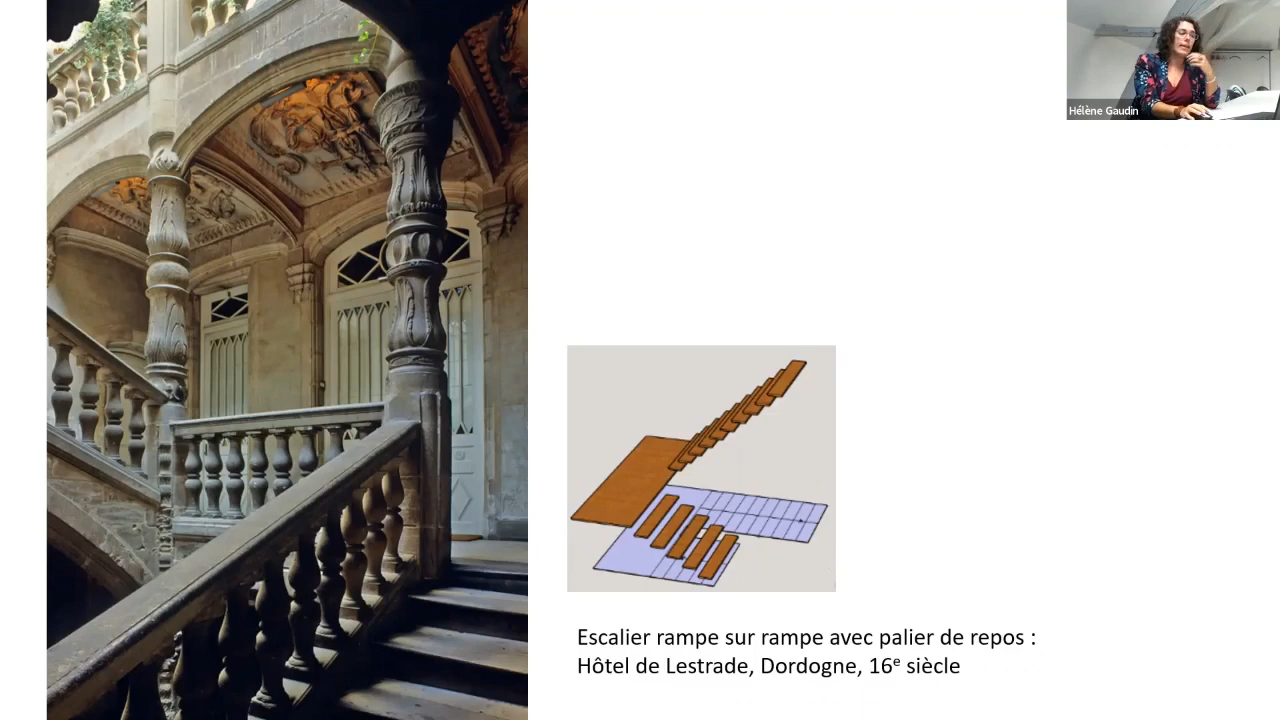 Hélène Gaudin
Escalier rampe sur rampe avec palier de repos :
Hôtel de Lestrade, Dordogne, 16e siècle